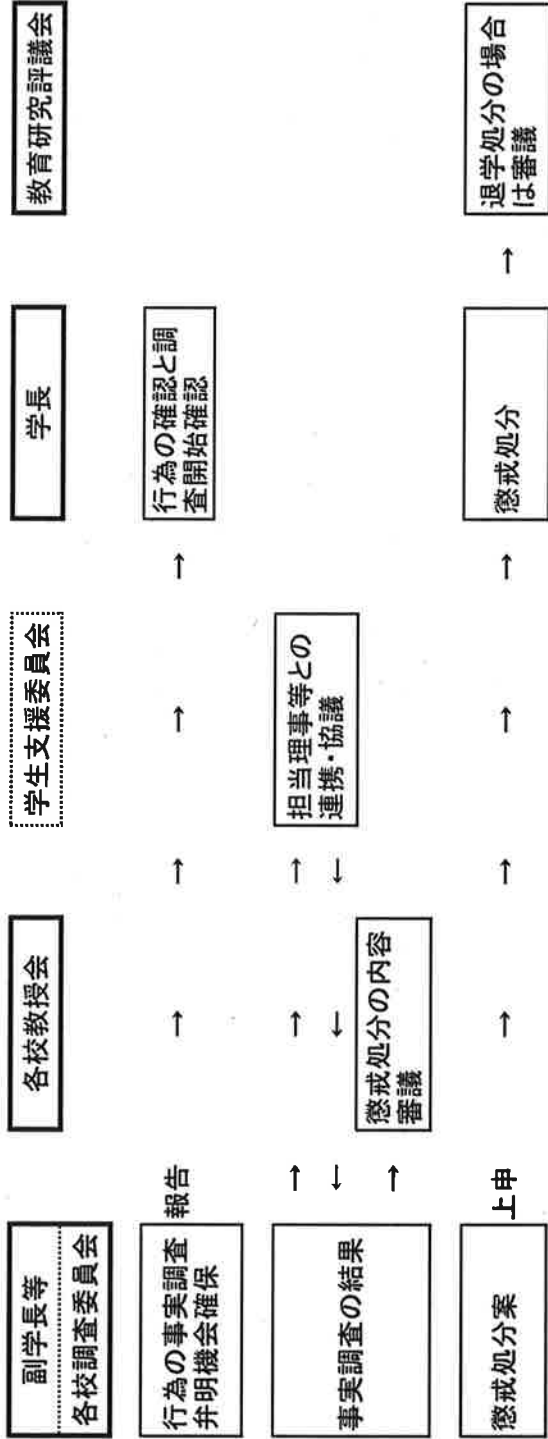 副学長等
各校調査委員会
各校教授会
学生支援委員会
学長
教育研究評議会
行為の事実調査
弁明機会確保
報告
行為の確認と調
査開始確認
事実調査の結果
担当理事等との
連携・協議
懲戒処分の内容
審議
懲戒処分案
上申
懲戒処分
退学処分の場合
は審議